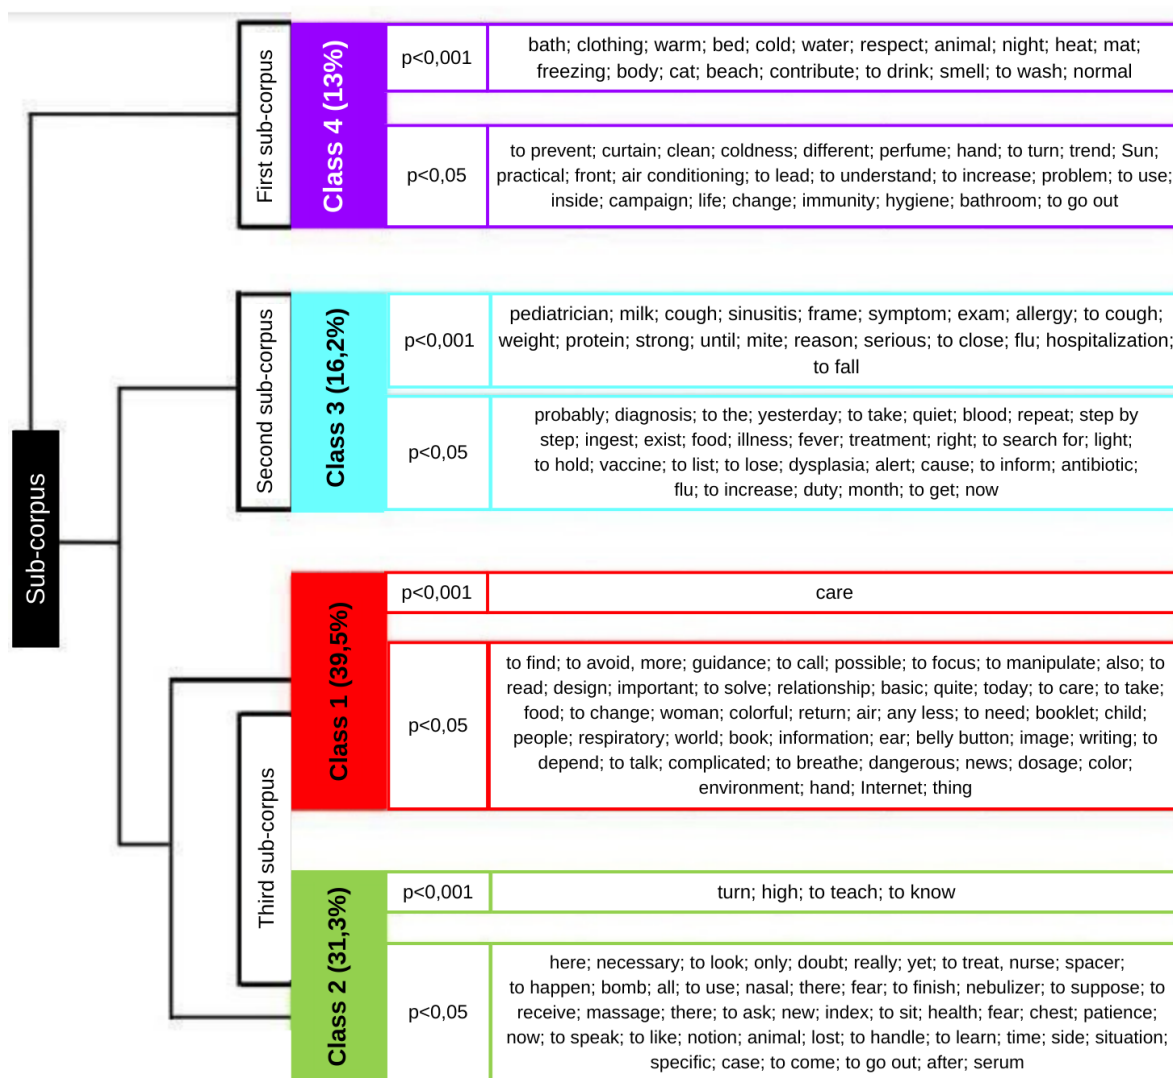 Sub-corpus
First sub-corpus
Class 4 (13%)
p<0,001
bath; clothing; warm; bed; cold; water; respect; animal; night; heat; mat;
freezing; body; cat; beach; contribute; to drink; smell; to wash; normal
p<0,05
to prevent; curtain; clean; coldness; different; perfume; hand; to turn; trend; Sun;
practical; front; air conditioning; to lead; to understand; to increase; problem; to use;
inside; campaign; life; change; immunity; hygiene; bathroom; to go out
Second sub-corpus
Class 3 (16,2%)
p<0,001
pediatrician; milk; cough; sinusitis; frame; symptom; exam; allergy; to cough;
weight; protein; strong; until; mite; reason; serious; to close; flu; hospitalization;
to fall
p<0,05
probably; diagnosis; to the; yesterday; to take; quiet; blood; repeat; step by
step; ingest; exist; food; illness; fever; treatment; right; to search for; light;
to hold; vaccine; to list; to lose; dysplasia; alert; cause; to inform; antibiotic;
flu; to increase; duty; month; to get; now
Third sub-corpus
Class 1 (39,5%)
p<0,001
care
p<0,05
to find; to avoid, more; guidance; to call; possible; to focus; to manipulate; also; to
read; design; important; to solve; relationship; basic; quite; today; to care; to take;
food; to change; woman; colorful; return; air; any less; to need; booklet; child;
people; respiratory; world; book; information; ear; belly button; image; writing; to
depend; to talk; complicated; to breathe; dangerous; news; dosage; color;
environment; hand; Internet; thing
Class 2 (31,3%)
p<0,001
turn; high; to teach; to know
p<0,05
here; necessary; to look; only; doubt; really; yet; to treat, nurse; spacer;
to happen; bomb; all; to use; nasal; there; fear; to finish; nebulizer; to suppose; to
receive; massage; there; to ask; new; index; to sit; health; fear; chest; patience;
now; to speak; to like; notion; animal; lost; to handle; to learn; time; side; situation;
specific; case; to come; to go out; after; serum